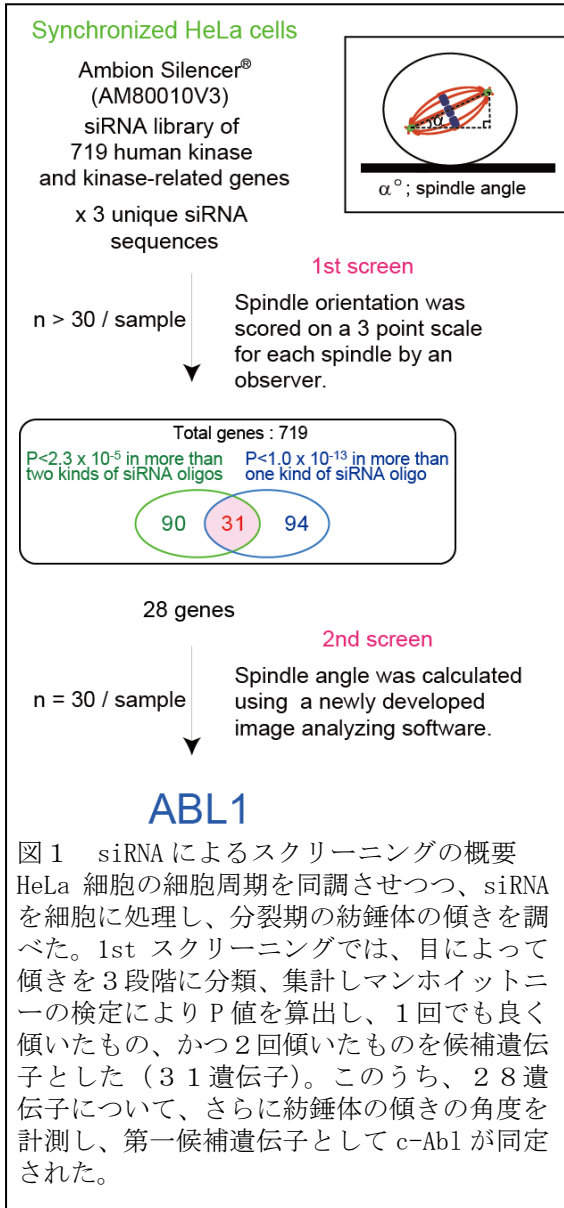 Synchronized HeLa cells
Ambion Silencer®
(AM80010V3)
siRNA library of
719 human kinase
and kinase-related genes
x 3 unique siRNA
sequences
α
α°; spindle angle
1st screen
n > 30 / sample
Spindle orientation was
scored on a 3 point scale
for each spindle by an
observer.
Total genes : 719
P<2.3 x 10-5 in more than
two kinds of siRNA oligos
P<1.0 x 10-13 in more than
one kind of siRNA oligo
90
31
94
28 genes
2nd screen
n = 30 / sample
Spindle angle was calculated
using a newly developed
image analyzing software.
ABL1
図1 siRNAによるスクリーニングの概要
HeLa 細胞の細胞周期を同調させつつ、siRNA
を細胞に処理し、分裂期の紡錘体の傾きを調
べた。1st スクリーニングでは、目によって
傾きを3段階に分類、集計しマンホイットニ
ーの検定により P 値を算出し、1回でも良く
傾いたもの、かつ2回傾いたものを候補遺伝
子とした（31遺伝子）。このうち、28遺
伝子について、さらに紡錘体の傾きの角度を
計測し、第一候補遺伝子として c-Abl が同定
された。